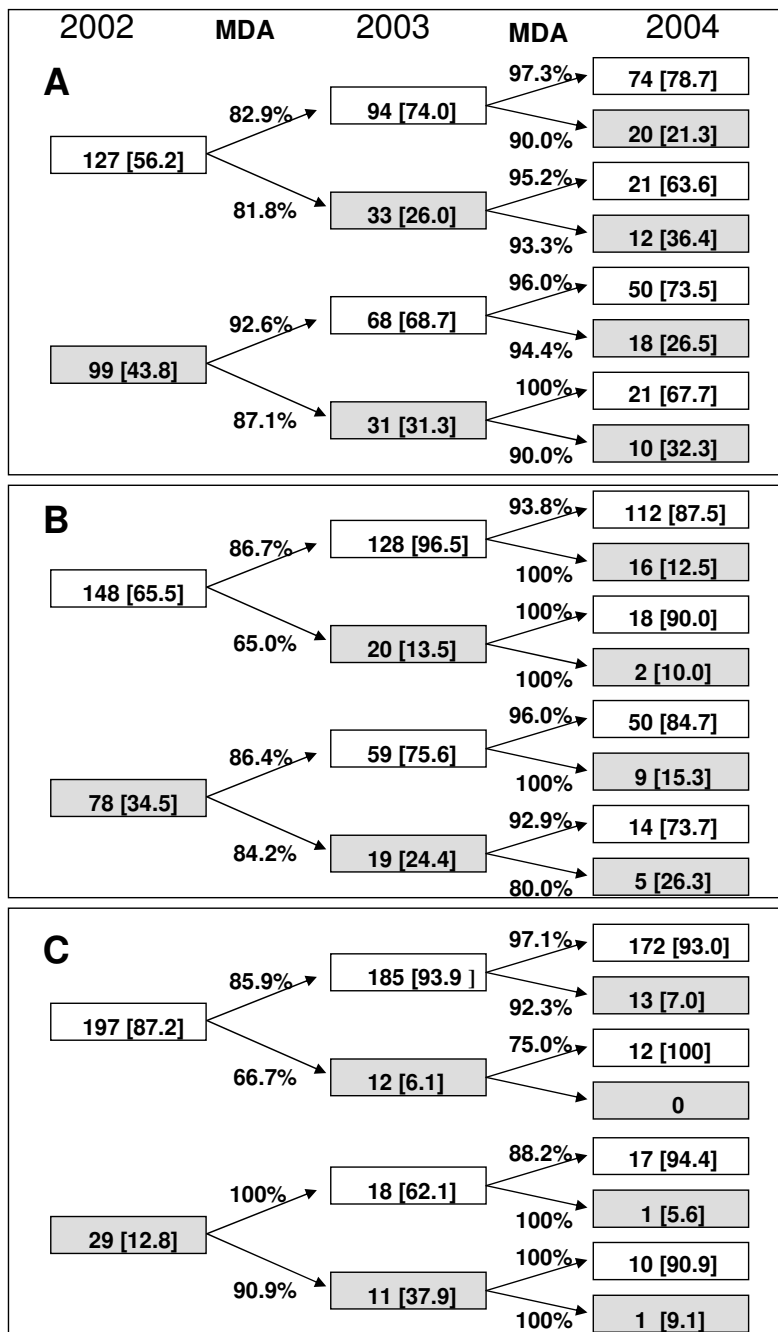 2002 MDA 2003 MDA 2004
A
97.3% 74 [78.7]
82.9% 94 [74.0]
90.0% 20 [21.3]
127 [56.2]
95.2% 21 [63.6]
81.8% 33 [26.0]
93.3% 12 [36.4]
96.0% 50 [73.5]
92.6% 68 [68.7]
94.4% 18 [26.5]
99 [43.8]
100% 21 [67.7]
87.1% 31 [31.3]
90.0% 10 [32.3]
B
93.8% 112 [87.5]
86.7% 128 [96.5]
100% 16 [12.5]
148 [65.5]
100% 18 [90.0]
65.0% 20 [13.5]
100% 2 [10.0]
96.0% 50 [84.7]
86.4% 59 [75.6]
100% 9 [15.3]
78 [34.5]
92.9% 14 [73.7]
84.2% 19 [24.4]
80.0% 5 [26.3]
C
97.1% 172 [93.0]
85.9% 185 [93.9 ]
92.3% 13 [7.0]
197 [87.2]
75.0% 12 [100]
66.7% 12 [6.1]
0
88.2% 17 [94.4]
100% 18 [62.1]
100% 1 [5.6]
29 [12.8]
100% 10 [90.9]
90.9% 11 [37.9]
100% 1 [9.1]